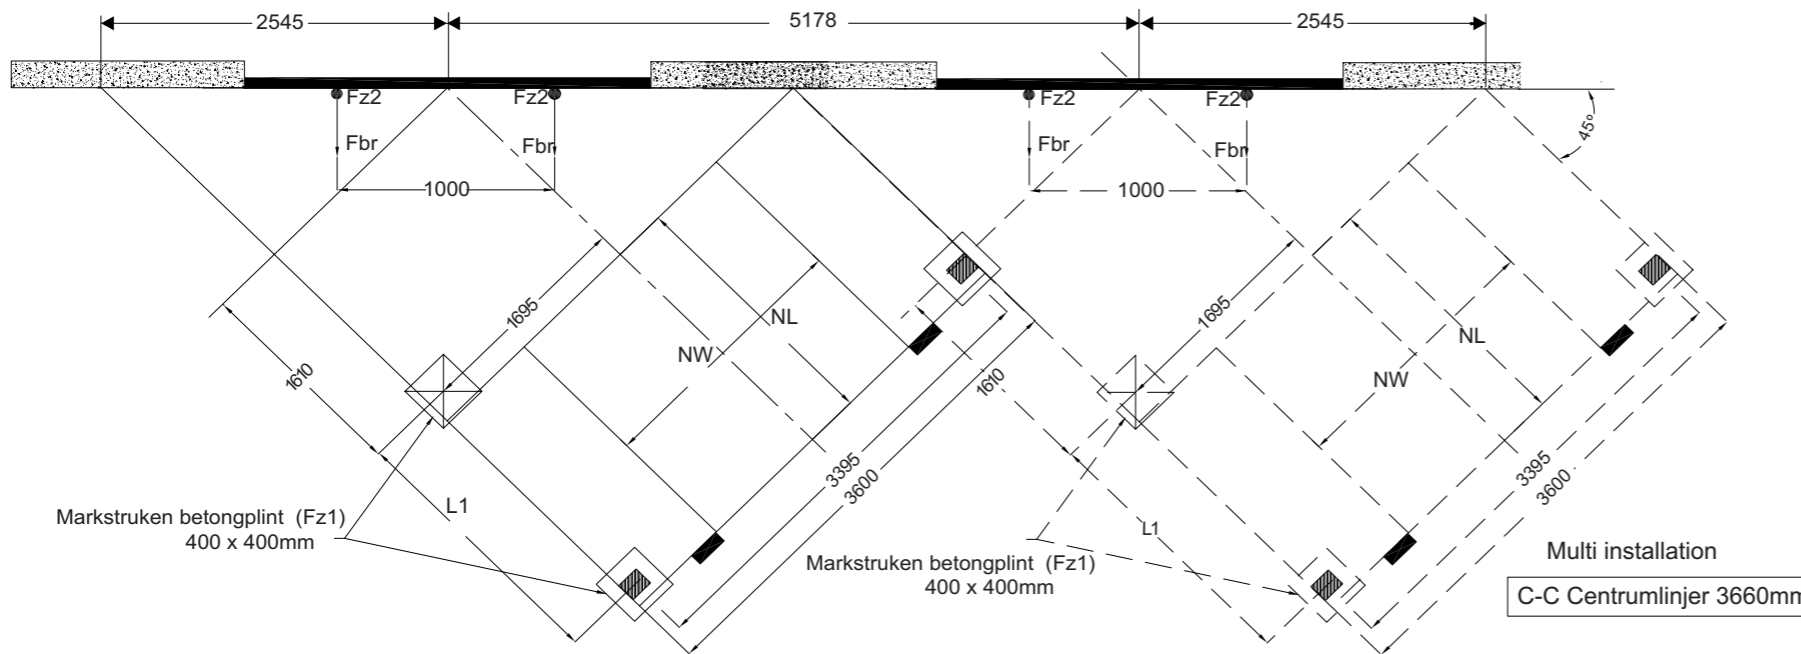 2545
5178
2545
Fz2
Fz2
Fz2
Fz2
Fbr
Fbr
Fbr
Fbr
45º
1000
1000
1695
NL
NW
1610
1695
NL
NW
1610
3395
3600
3395
3600
L1
L1
Markstruken betongplint (Fz1)
400 x 400mm
Markstruken betongplint (Fz1)
400 x 400mm
Multi installation
C-C Centrumlinjer 3660mm